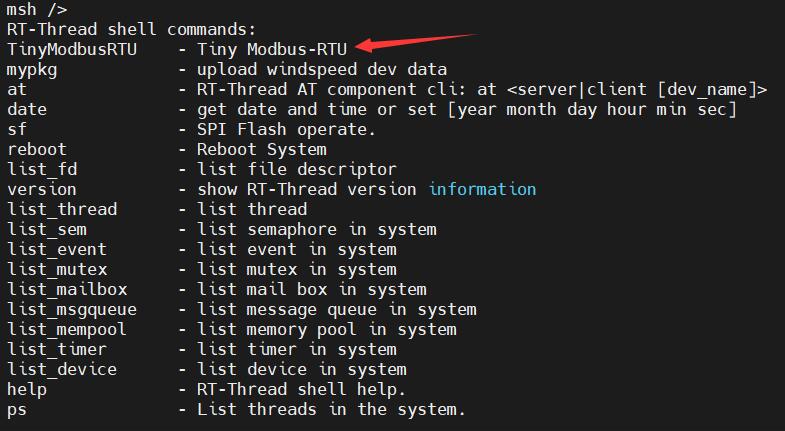 msh />
RT-Thread shell commands:
TinyModbusRTU    - Tiny Modbus-RTU
mypkg            - upload windspeed dev data
at               - RT-Thread AT component cli: at <server|client [dev_name]>
date             - get date and time or set [year month day hour min sec]
sf               - SPI Flash operate.
reboot           - Reboot System
list_fd          - list file descriptor
version          - show RT-Thread version information
list_thread      - list thread
list_sem         - list semaphore in system
list_event       - list event in system
list_mutex       - list mutex in system
list_mailbox     - list mail box in system
list_msgqueue    - list message queue in system
list_mempool     - list memory pool in system
list_timer       - list timer in system
list_device      - list device in system
help             - RT-Thread shell help.
ps               - List threads in the system.